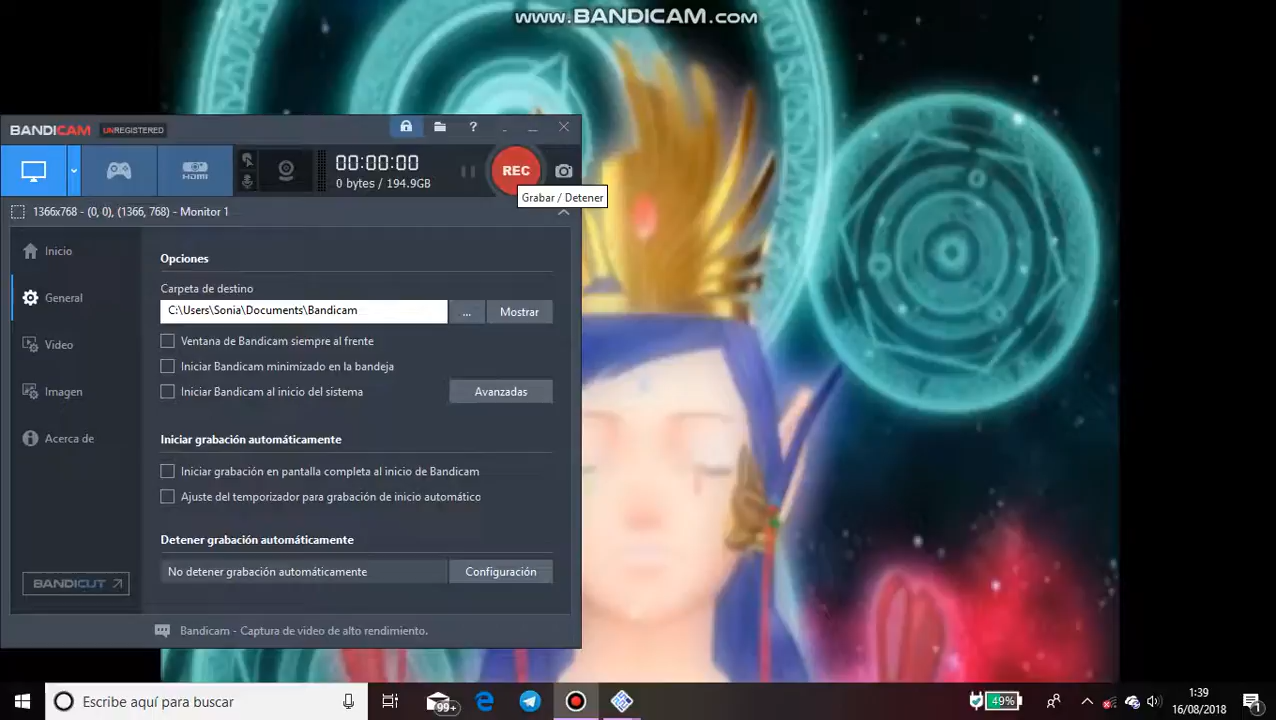 www.BANDICAM.com
BANDICAM UNREGISTERED
?
HDMI
00:00:00
0 bytes / 194.9GB
REC
Grabar / Detener
1366x768 - (0, 0), (1366, 768) - Monitor 1
Inicio
General
Video
Imagen
Acerca de
BANDICUT
Opciones
Carpeta de destino
C:\Users\Sonia\Documents\Bandicam
...
Mostrar
Ventana de Bandicam siempre al frente
Iniciar Bandicam minimizado en la bandeja
Iniciar Bandicam al inicio del sistema
Avanzadas
Iniciar grabación automáticamente
Iniciar grabación en pantalla completa al inicio de Bandicam
Ajuste del temporizador para grabación de inicio automático
Detener grabación automáticamente
No detener grabación automáticamente
Configuración
Bandicam - Captura de video de alto rendimiento.
Escribe aquí para buscar
99+
49%
1:39
16/08/2018
1